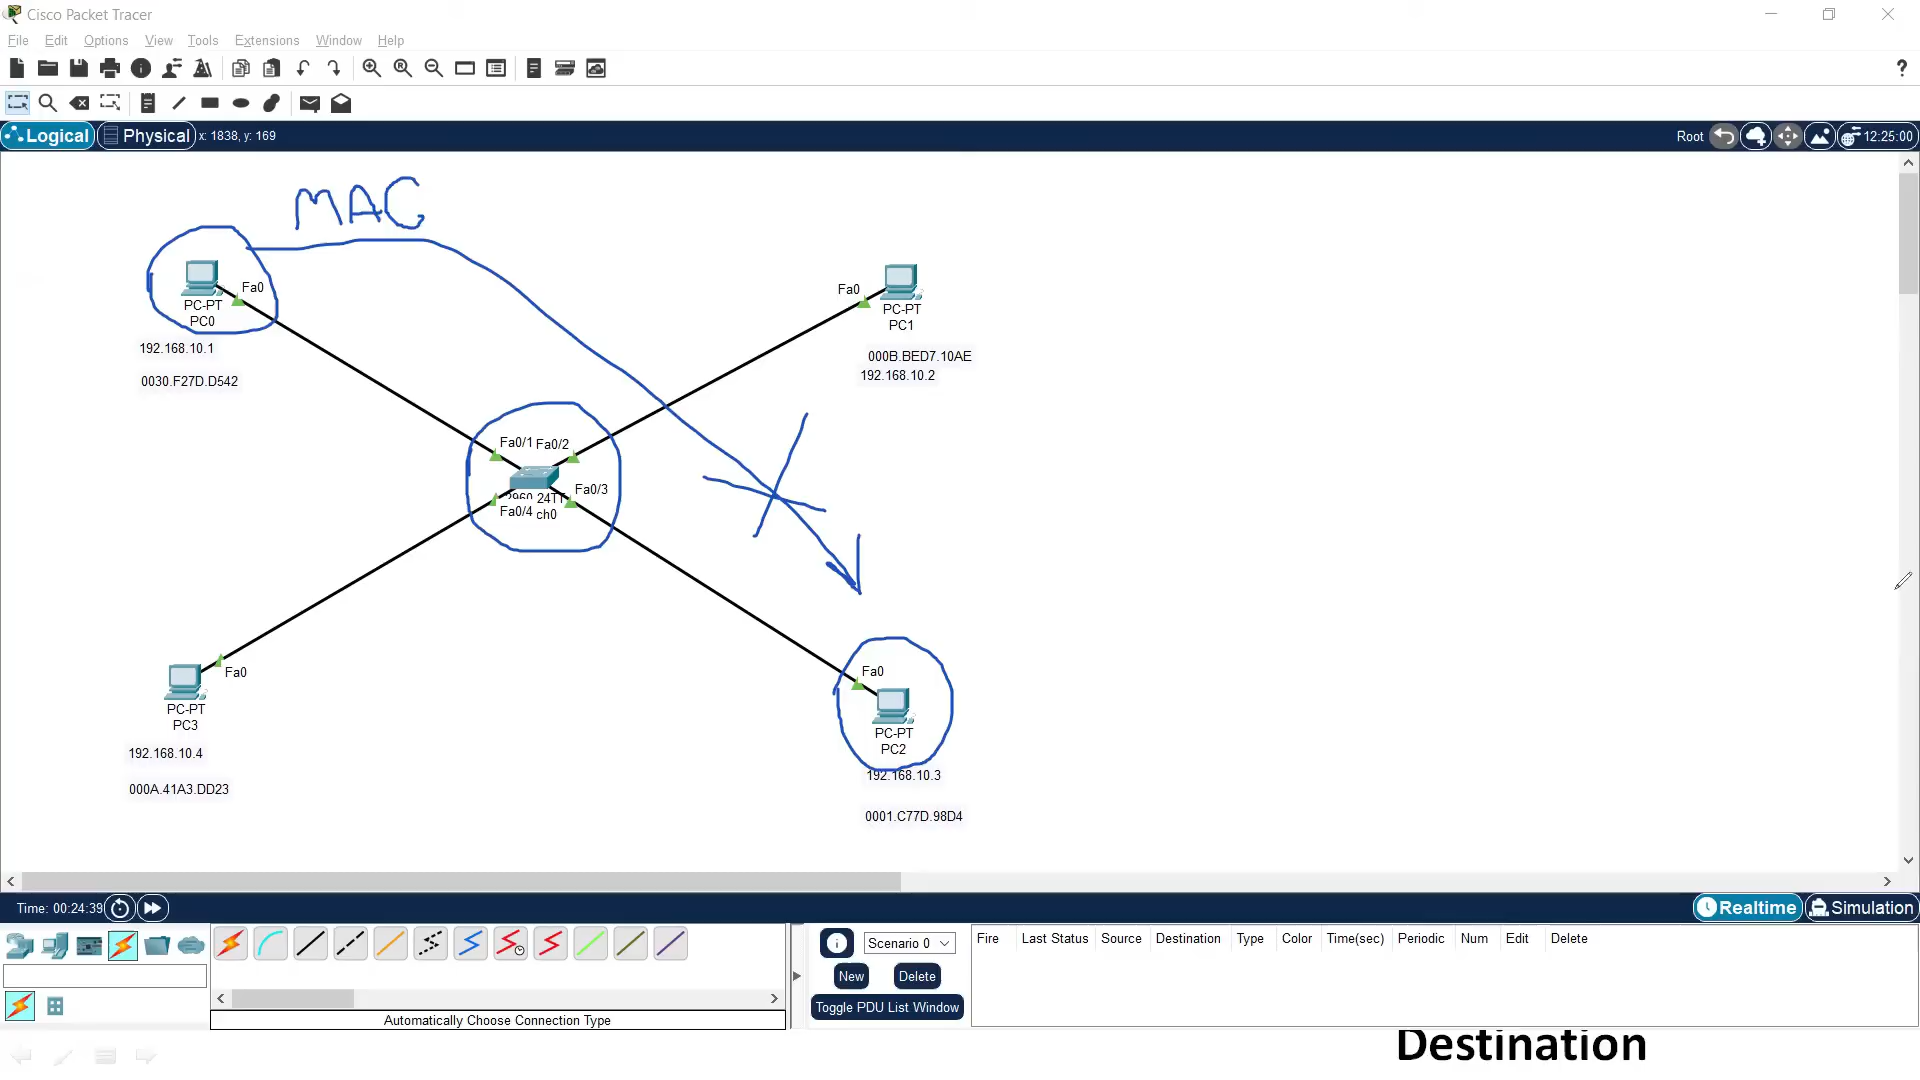 Cisco Packet Tracer
File Edit Options View Tools Extensions Window Help
Logical Physical x: 1838, y: 169 Root 12:25:00
MAC
Fa0
PC-PT
PC0
192.168.10.1
0030.F27D.D542
Fa0
PC-PT
PC1
000B.BED7.10AE
192.168.10.2
Fa0/1 Fa0/2
Fa0/3
24TT
Fa0/4 ch0
Fa0
PC-PT
PC3
192.168.10.4
000A.41A3.DD23
Fa0
PC-PT
PC2
192.168.10.3
0001.C77D.98D4
Time: 00:24:39 Realtime Simulation
Scenario 0
New Delete
Toggle PDU List Window
Fire Last Status Source Destination Type Color Time(sec) Periodic Num Edit Delete
Automatically Choose Connection Type
Destination